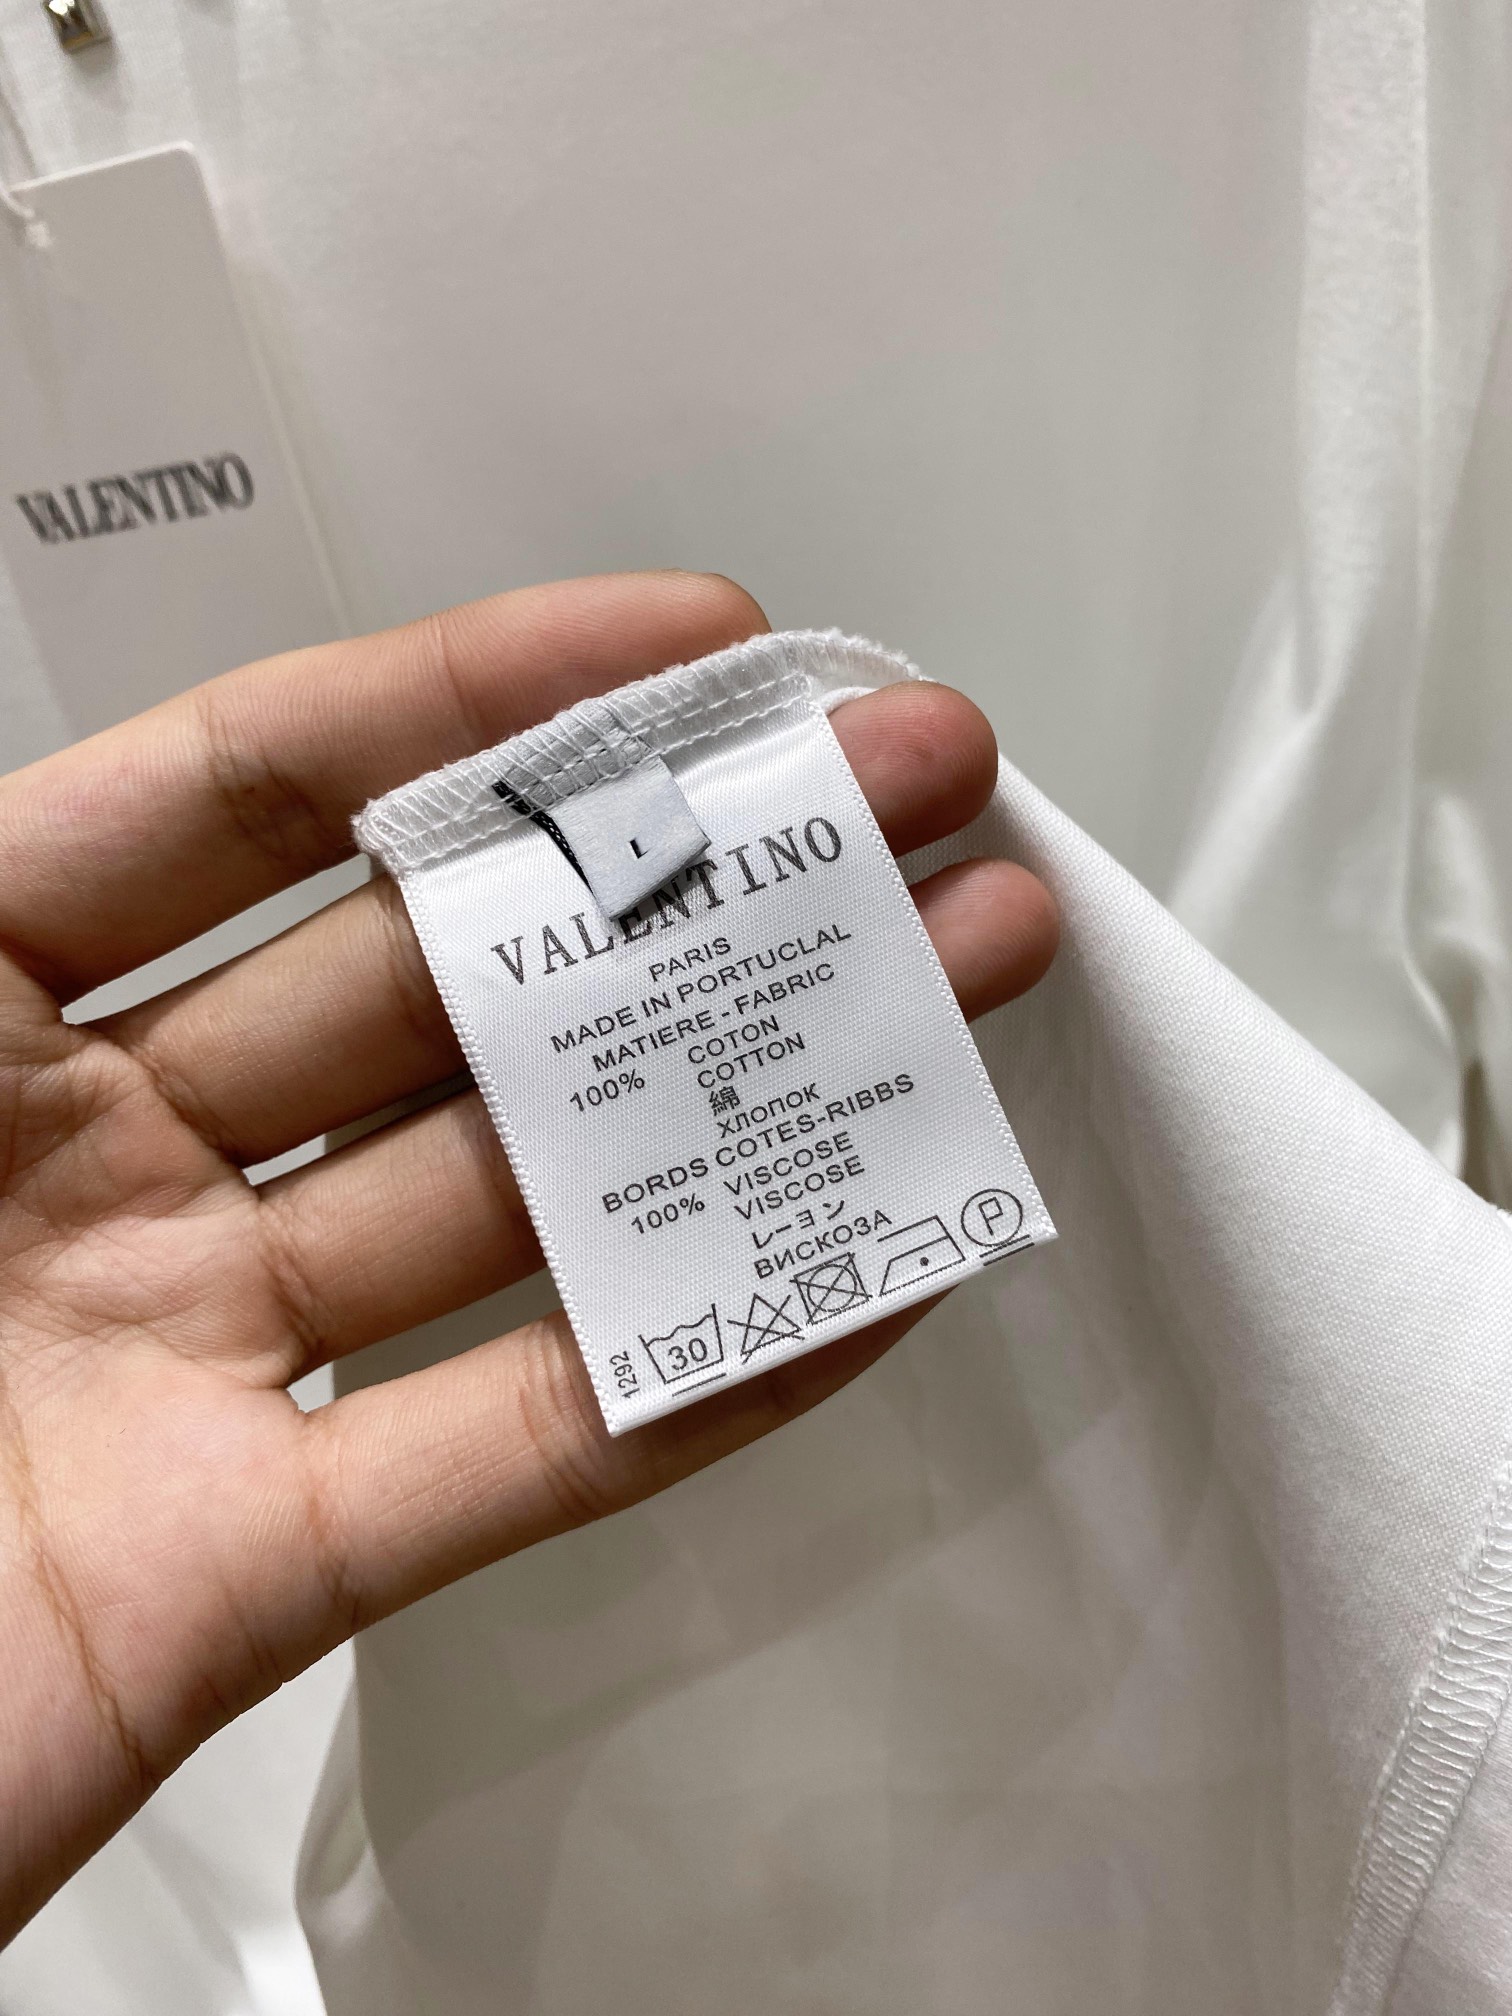 VALENTINO
L
VALENTINO
PARIS
MADE IN PORTUCLAL
MATIERE - FABRIC
100% COTON
COTTON
綿
ХЛОПОК
BORDS COTES-RIBBS
100% VISCOSE
VISCOSE
レーヨン
ВИСКОЗА
30
P
1292